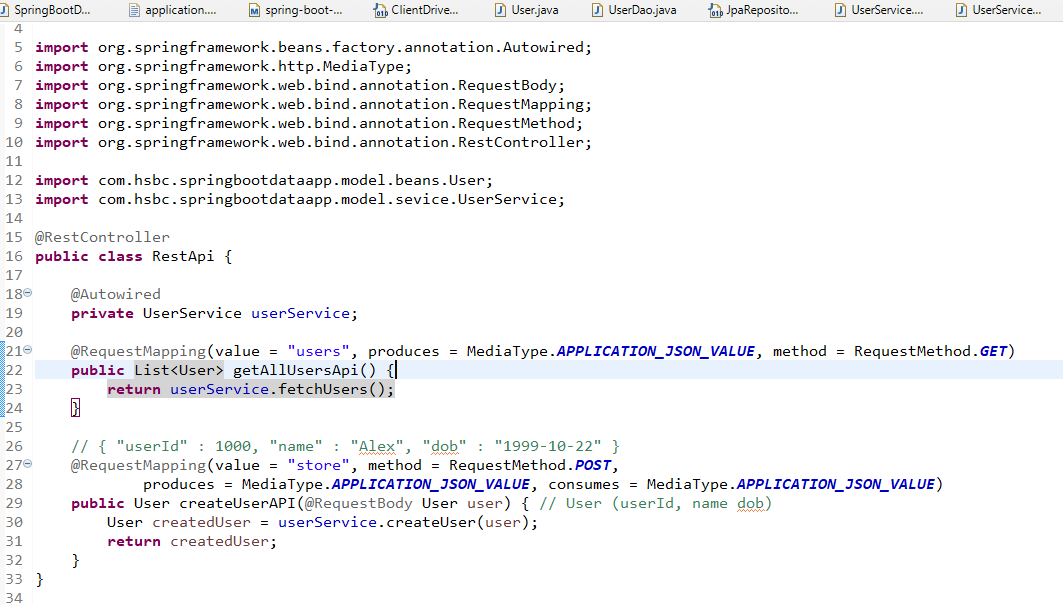 SpringBootD... application.... spring-boot-... ClientDrive... User.java UserDao.java JpaReposito... UserService.... UserService...
4
5 import org.springframework.beans.factory.annotation.Autowired;
6 import org.springframework.http.MediaType;
7 import org.springframework.web.bind.annotation.RequestBody;
8 import org.springframework.web.bind.annotation.RequestMapping;
9 import org.springframework.web.bind.annotation.RequestMethod;
10 import org.springframework.web.bind.annotation.RestController;
11
12 import com.hsbc.springbootdataapp.model.beans.User;
13 import com.hsbc.springbootdataapp.model.sevice.UserService;
14
15 @RestController
16 public class RestApi {
17
18 @Autowired
19 private UserService userService;
20
21 @RequestMapping(value = "users", produces = MediaType.APPLICATION_JSON_VALUE, method = RequestMethod.GET)
22 public List<User> getAllUsersApi() {
23 return userService.fetchUsers();
24 }
25
26 // { "userId" : 1000, "name" : "Alex", "dob" : "1999-10-22" }
27 @RequestMapping(value = "store", method = RequestMethod.POST,
28 produces = MediaType.APPLICATION_JSON_VALUE, consumes = MediaType.APPLICATION_JSON_VALUE)
29 public User createUserAPI(@RequestBody User user) { // User (userId, name dob)
30 User createdUser = userService.createUser(user);
31 return createdUser;
32 }
33 }
34